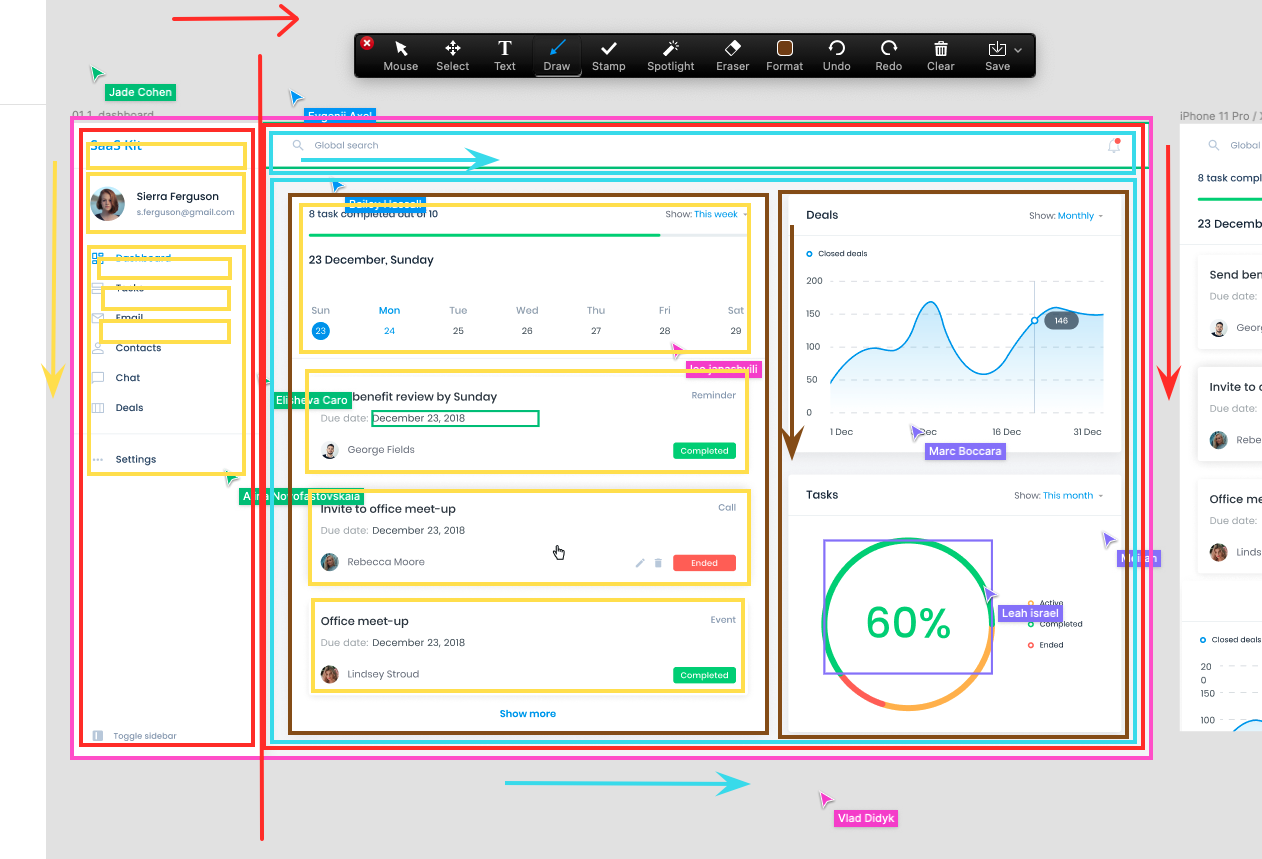 Mouse Select Text Draw Stamp Spotlight Eraser Format Undo Redo Clear Save
Jade Cohen
01.1. dashboard
Evgenii Axel
iPhone 11 Pro / X
SaaS Kit
Global search
Global
Sierra Ferguson
s.ferguson@gmail.com
8 task compl
8 task completed out of 10
Show: This week
Deals
Show: Monthly
23 Decemb
Dashboard
Tasks
Email
Contacts
Chat
Deals
Settings
Toggle sidebar
23 December, Sunday
Sun Mon Tue Wed Thu Fri Sat
23 24 25 26 27 28 29
Elisheva Caro
benefit review by Sunday
Reminder
Due date: December 23, 2018
George Fields
Completed
Anna Novofastovskaia
Invite to office meet-up
Call
Due date: December 23, 2018
Rebecca Moore
Ended
Office meet-up
Event
Due date: December 23, 2018
Lindsey Stroud
Completed
Show more
Closed deals
200
150
100
50
0
146
1 Dec
16 Dec
31 Dec
Marc Boccara
Tasks
Show: This month
60%
Leah israel
Active
Completed
Ended
Vlad Didyk
Send ben
Due date:
Georg
Invite to o
Due date:
Rebe
Office me
Due date:
Linds
Closed deals
20
0
150
100